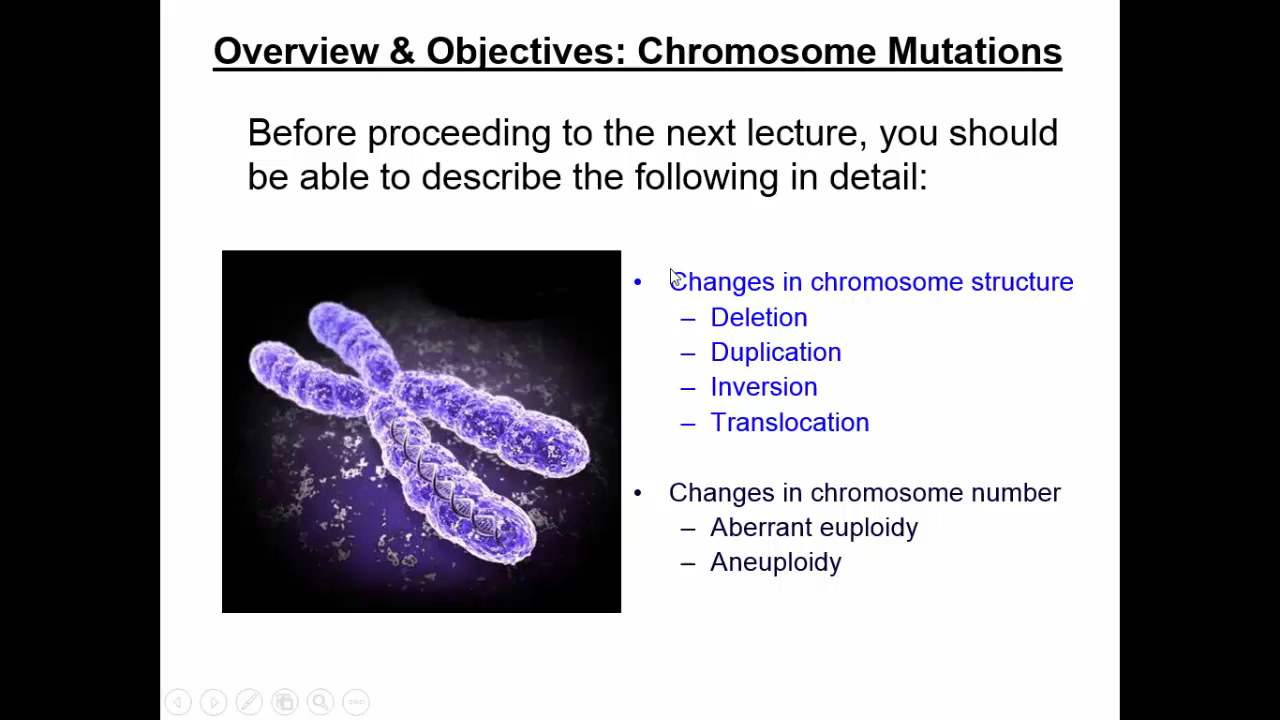 Overview & Objectives: Chromosome Mutations
Before proceeding to the next lecture, you should
be able to describe the following in detail:
• Changes in chromosome structure
– Deletion
– Duplication
– Inversion
– Translocation
• Changes in chromosome number
– Aberrant euploidy
– Aneuploidy